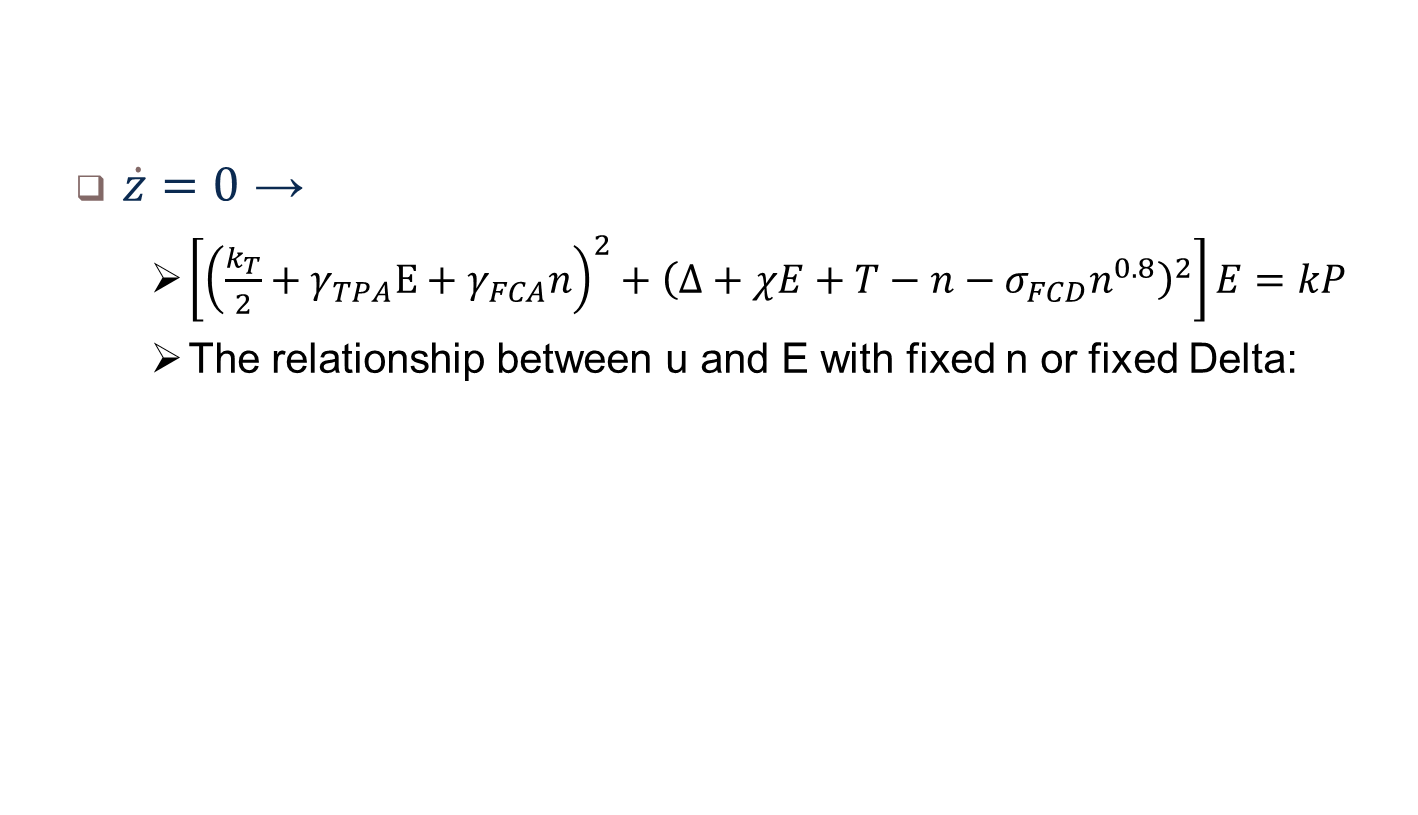 ❑ ż = 0 →
➢ [(k_T/2 + γ_TPA E + γ_FCA n)^2 + (Δ + χE + T − n − σ_FCD n^0.8)^2] E = kP
➢ The relationship between u and E with fixed n or fixed Delta: